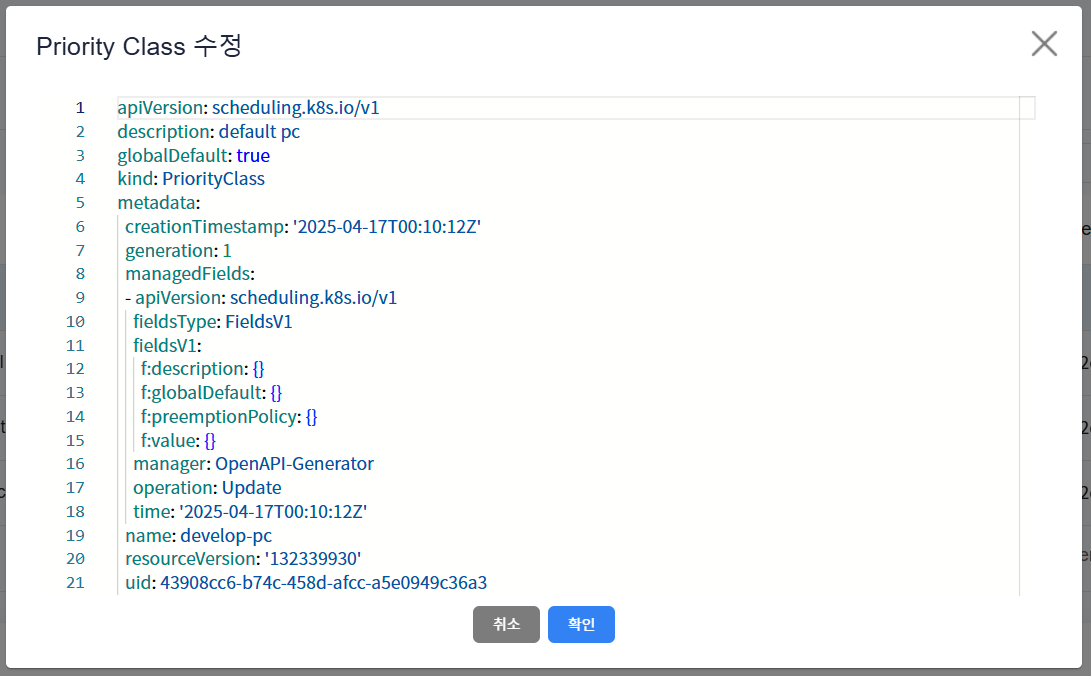 Priority Class 수정
1 apiVersion: scheduling.k8s.io/v1
2 description: default pc
3 globalDefault: true
4 kind: PriorityClass
5 metadata:
6 creationTimestamp: '2025-04-17T00:10:12Z'
7 generation: 1
8 managedFields:
9 - apiVersion: scheduling.k8s.io/v1
10 fieldsType: FieldsV1
11 fieldsV1:
12 f:description: {}
13 f:globalDefault: {}
14 f:preemptionPolicy: {}
15 f:value: {}
16 manager: OpenAPI-Generator
17 operation: Update
18 time: '2025-04-17T00:10:12Z'
19 name: develop-pc
20 resourceVersion: '132339930'
21 uid: 43908cc6-b74c-458d-afcc-a5e0949c36a3
취소 확인